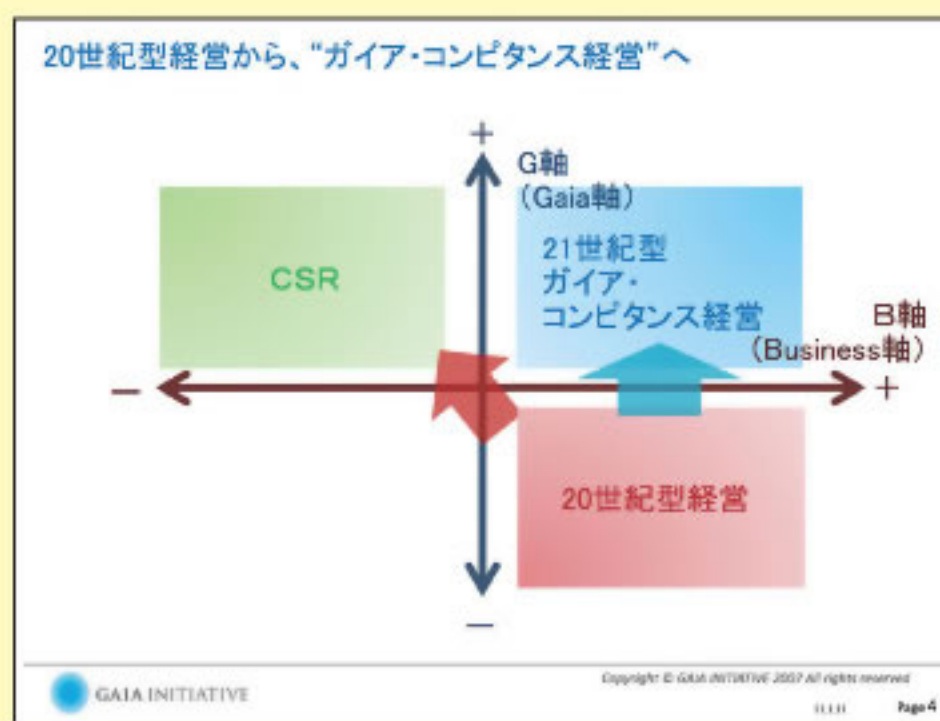 20世紀型経営から、“ガイア・コンピタンス経営”へ
+
G軸
(Gaia軸)
CSR
21世紀型
ガイア・
コンピタンス経営
B軸
(Business軸)
—
+
20世紀型経営
—
GAIA INITIATIVE
Copyright © GAIA INITIATIVE 2007 All rights reserved
Page 4